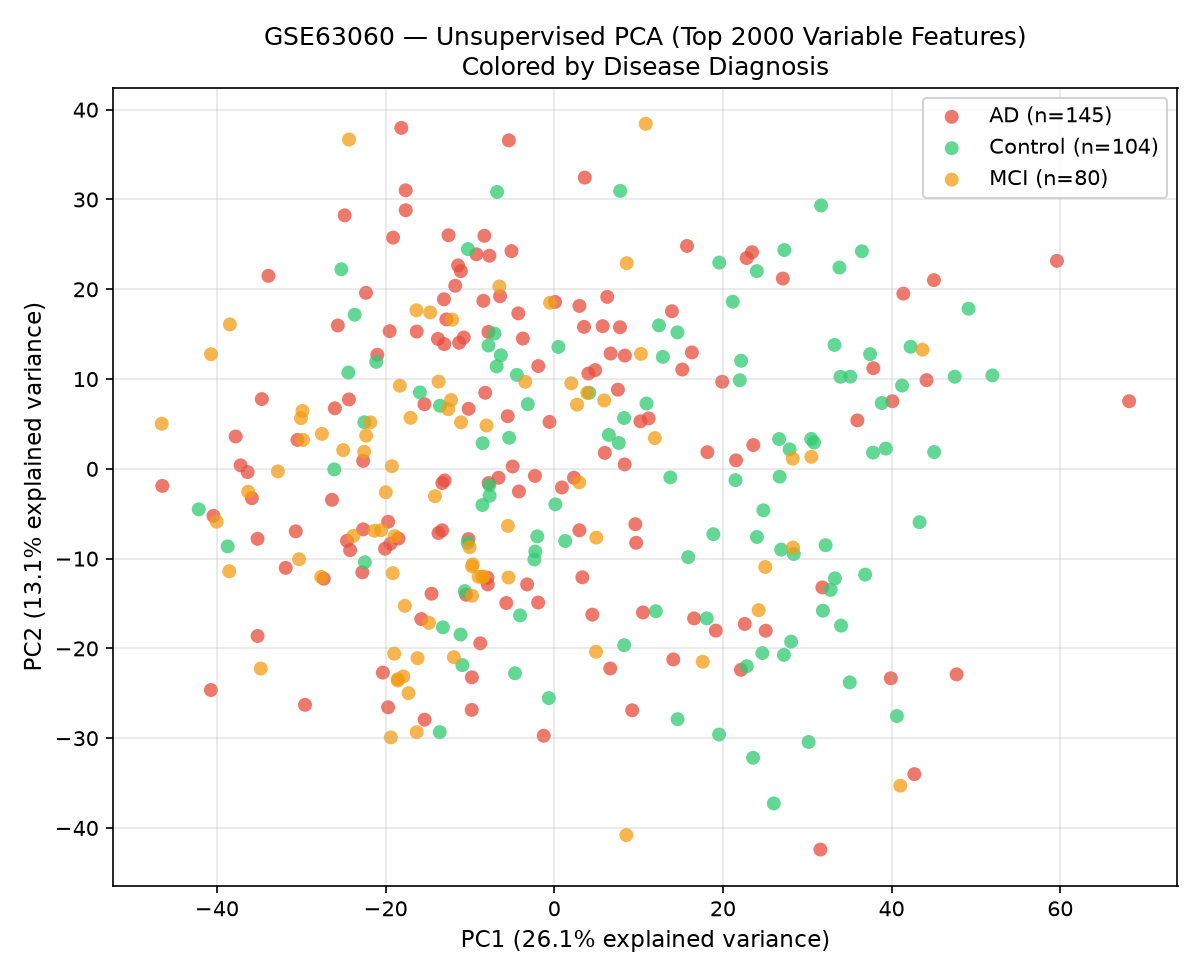 GSE63060 — Unsupervised PCA (Top 2000 Variable Features)
Colored by Disease Diagnosis
AD (n=145)
Control (n=104)
MCI (n=80)
40
30
20
10
0
−10
−20
−30
−40
PC2 (13.1% explained variance)
−40 −20 0 20 40 60
PC1 (26.1% explained variance)